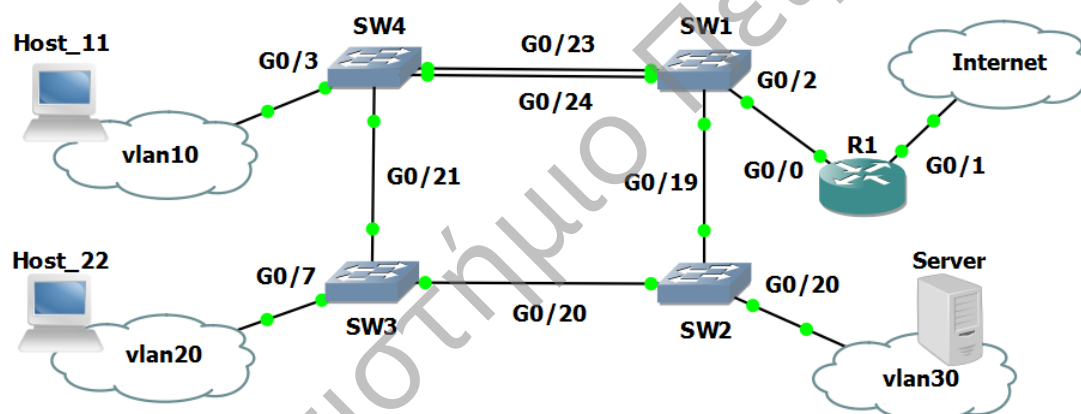 Host_11
vlan10
G0/3
SW4
G0/23
G0/24
SW1
G0/2
Internet
R1
G0/0
G0/1
G0/21
G0/19
Host_22
vlan20
G0/7
SW3
G0/20
SW2
G0/20
Server
vlan30